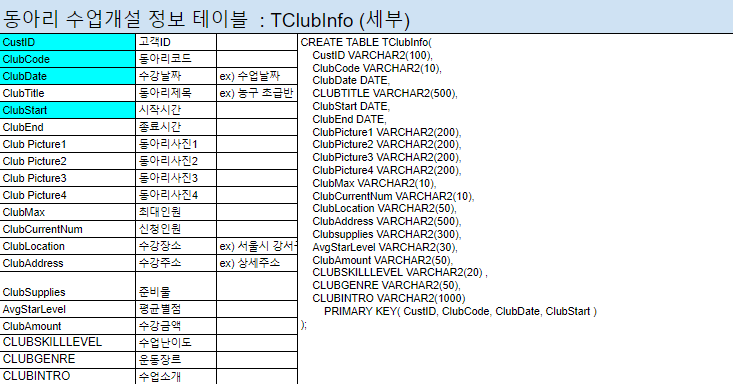 동아리 수업개설 정보 테이블 : TClubInfo (세부)
CustID 고객ID
ClubCode 동아리코드
ClubDate 수강날짜 ex) 수업날짜
ClubTitle 동아리제목 ex) 농구 초급반
ClubStart 시작시간
ClubEnd 종료시간
Club Picture1 동아리사진1
Club Picture2 동아리사진2
Club Picture3 동아리사진3
Club Picture4 동아리사진4
ClubMax 최대인원
ClubCurrentNum 신청인원
ClubLocation 수강장소 ex) 서울시
ClubAddress 수강주소 ex) 상세주소
ClubSupplies 준비물
AvgStarLevel 평균별점
ClubAmount 수강금액
CLUBSKILLLEVEL 수업난이도
CLUBGENRE 운동장르
CLUBINTRO 수업소개
CREATE TABLE TClubInfo(
CustID VARCHAR2(100),
ClubCode VARCHAR2(10),
ClubDate DATE,
CLUBTITLE VARCHAR2(500),
ClubStart DATE,
ClubEnd DATE,
ClubPicture1 VARCHAR2(200),
ClubPicture2 VARCHAR2(200),
ClubPicture3 VARCHAR2(200),
ClubPicture4 VARCHAR2(200),
ClubMax VARCHAR2(10),
ClubCurrentNum VARCHAR2(10),
ClubLocation VARCHAR2(50),
ClubAddress VARCHAR2(500),
Clubsupplies VARCHAR2(300),
AvgStarLevel VARCHAR2(30),
ClubAmount VARCHAR2(50),
CLUBSKILLLEVEL VARCHAR2(20) ,
CLUBGENRE VARCHAR2(50),
CLUBINTRO VARCHAR2(1000)
PRIMARY KEY( CustID, ClubCode, ClubDate, ClubStart )
);